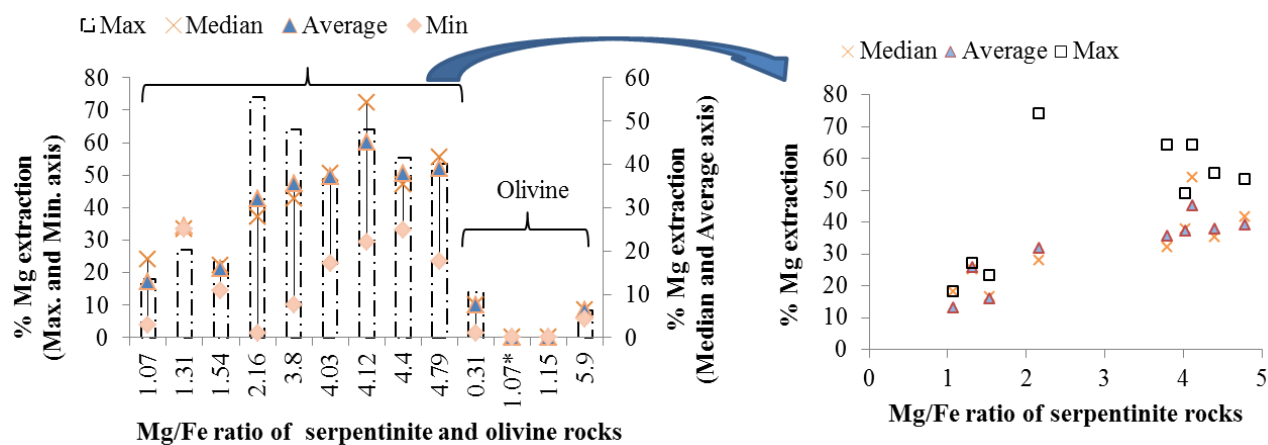 Max Median Average Min
80
70
60
50
40
30
20
10
0
% Mg extraction
(Max. and Min. axis)
60
50
40
30
20
10
0
% Mg extraction
(Median and Average axis)
Olivine
1.07 1.31 1.54 2.16 3.8 4.03 4.12 4.4 4.79 0.31 1.07* 1.15 5.9
Mg/Fe ratio of serpentinite and olivine rocks
Median Average Max
80
70
60
50
40
30
20
10
0
% Mg extraction
0 1 2 3 4 5
Mg/Fe ratio of serpentinite rocks